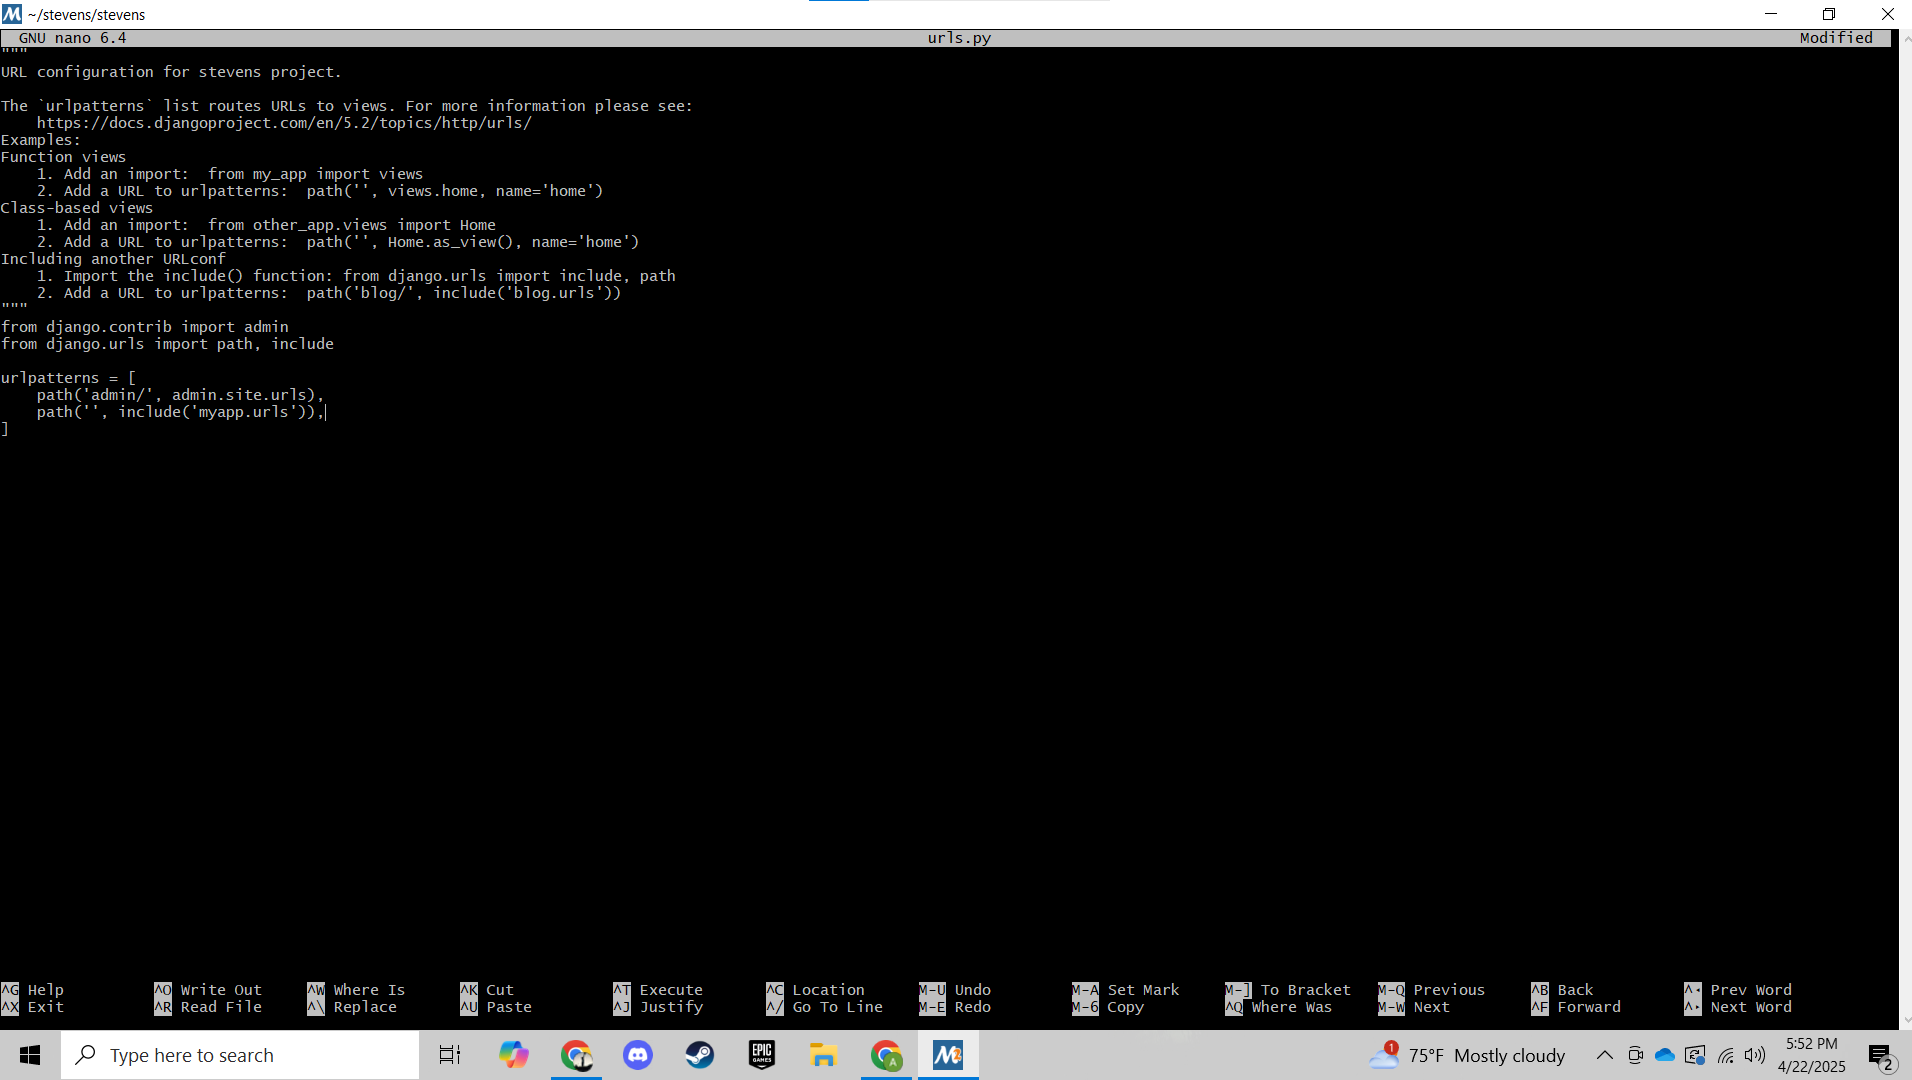 ~/stevens/stevens
GNU nano 6.4 urls.py Modified
"""
URL configuration for stevens project.

The `urlpatterns` list routes URLs to views. For more information please see:
    https://docs.djangoproject.com/en/5.2/topics/http/urls/
Examples:
Function views
    1. Add an import:  from my_app import views
    2. Add a URL to urlpatterns:  path('', views.home, name='home')
Class-based views
    1. Add an import:  from other_app.views import Home
    2. Add a URL to urlpatterns:  path('', Home.as_view(), name='home')
Including another URLconf
    1. Import the include() function: from django.urls import include, path
    2. Add a URL to urlpatterns:  path('blog/', include('blog.urls'))
"""
from django.contrib import admin
from django.urls import path, include

urlpatterns = [
    path('admin/', admin.site.urls),
    path('', include('myapp.urls')),
]
^G Help ^O Write Out ^W Where Is ^K Cut ^T Execute ^C Location M-U Undo M-A Set Mark M-] To Bracket M-Q Previous ^B Back ^◂ Prev Word
^X Exit ^R Read File ^\ Replace ^U Paste ^J Justify ^/ Go To Line M-E Redo M-6 Copy ^Q Where Was M-W Next ^F Forward ^▸ Next Word
Type here to search EPIC GAMES A M2 1 75°F Mostly cloudy 5:52 PM 2
4/22/2025